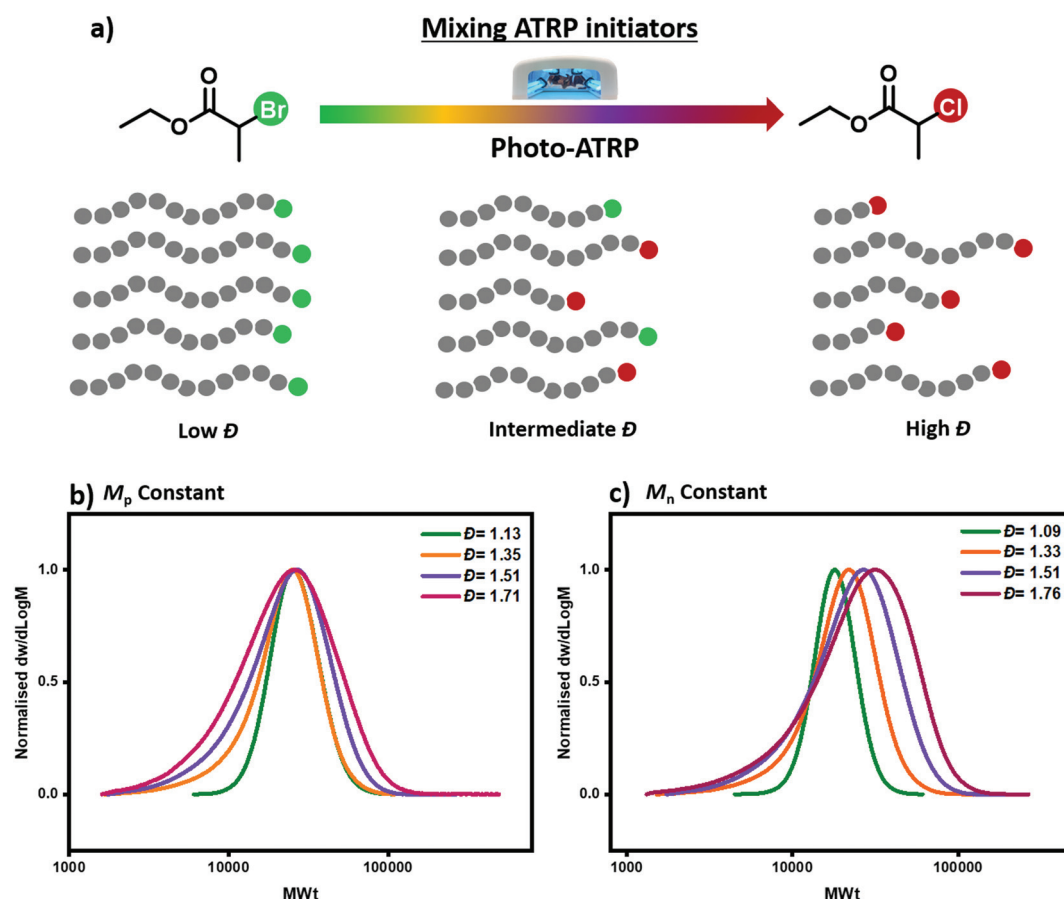 a)
Mixing ATRP initiators
O
O
Br
Photo-ATRP
O
O
Cl
Low Đ
Intermediate Đ
High Đ
b) Mp Constant
Đ= 1.13
Đ= 1.35
Đ= 1.51
Đ= 1.71
Normalised dw/dLogM
1.0
0.5
0.0
1000 10000 100000
MWt
c) Mn Constant
Đ= 1.09
Đ= 1.33
Đ= 1.51
Đ= 1.76
Normalised dw/dLogM
1.0
0.5
0.0
1000 10000 100000
MWt